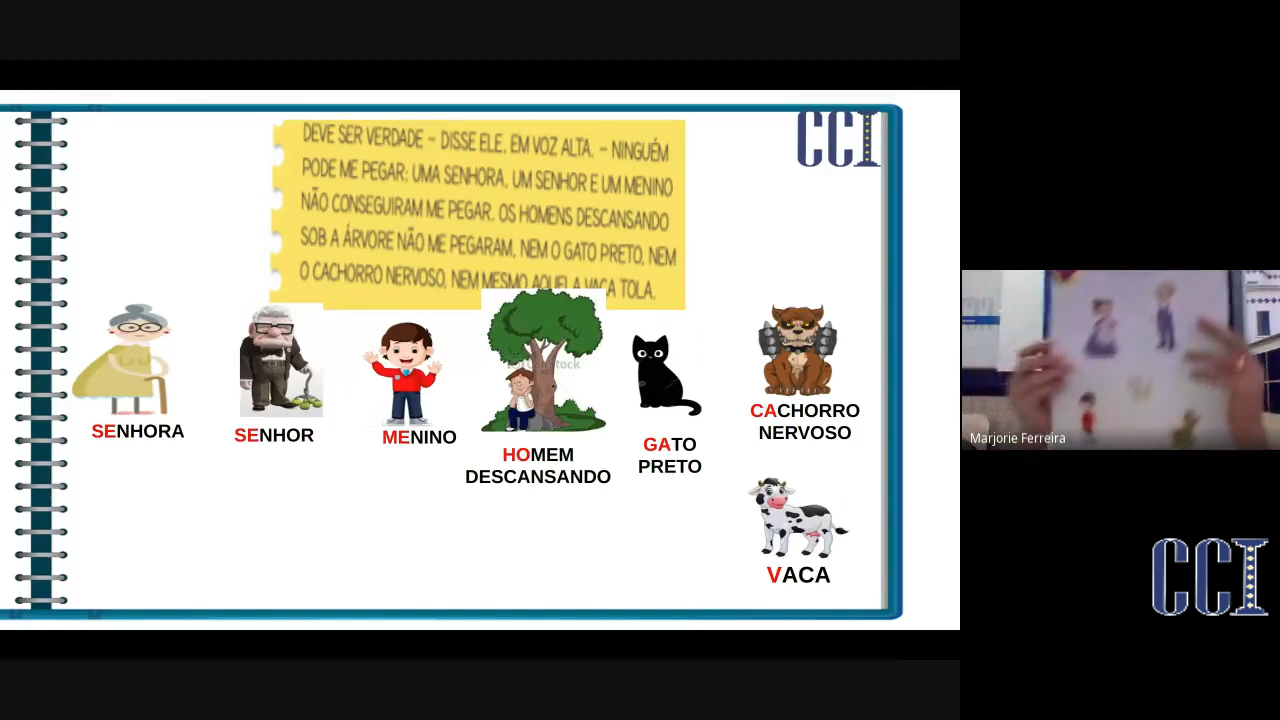 DEVE SER VERDADE – DISSE ELE, EM VOZ ALTA. – NINGUÉM
PODE ME PEGAR: UMA SENHORA, UM SENHOR E UM MENINO
NÃO CONSEGUIRAM ME PEGAR, OS HOMENS DESCANSANDO
SOB A ÁRVORE NÃO ME PEGARAM, NEM O GATO PRETO, NEM
O CACHORRO NERVOSO, NEM MESMO AQUELA VACA TOLA.
CCI
SENHORA
SENHOR
MENINO
HOMEM
DESCANSANDO
GATO
PRETO
CACHORRO
NERVOSO
VACA
Marjorie Ferreira
CCI